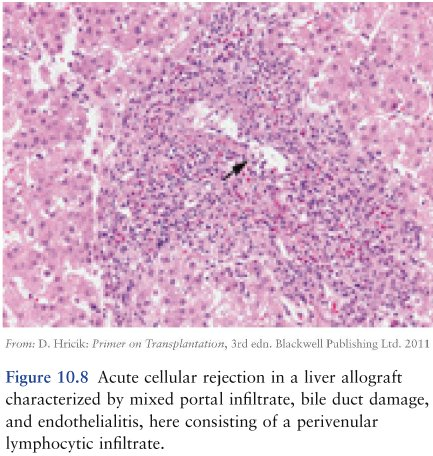 From: D. Hricik: Primer on Transplantation, 3rd edn. Blackwell Publishing Ltd. 2011
Figure 10.8 Acute cellular rejection in a liver allograft
characterized by mixed portal infiltrate, bile duct damage,
and endothelialitis, here consisting of a perivenular
lymphocytic infiltrate.